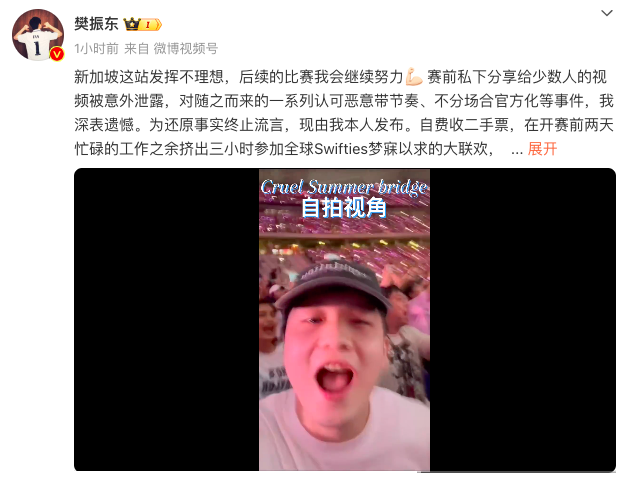 樊振东
1小时前 来自 微博视频号
新加坡这站发挥不理想，后续的比赛我会继续努力💪🏻 赛前私下分享给少数人的视
频被意外泄露，对随之而来的一系列认可恶意带节奏、不分场合官方化等事件，我
深表遗憾。为还原事实终止流言，现由我本人发布。自费收二手票，在开赛前两天
忙碌的工作之余挤出三小时参加全球Swifties梦寐以求的大联欢， ... 展开
Cruel Summer bridge
自拍视角